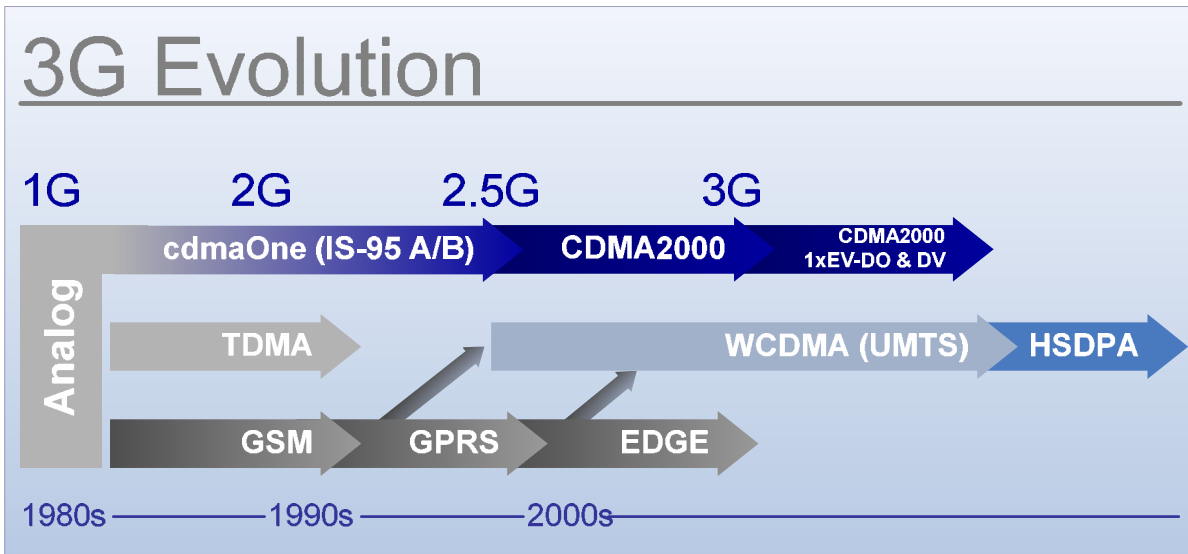 3G Evolution
1G 2G 2.5G 3G
cdmaOne (IS-95 A/B) CDMA2000 CDMA2000
1xEV-DO & DV
Analog
TDMA WCDMA (UMTS) HSDPA
GSM GPRS EDGE
1980s 1990s 2000s